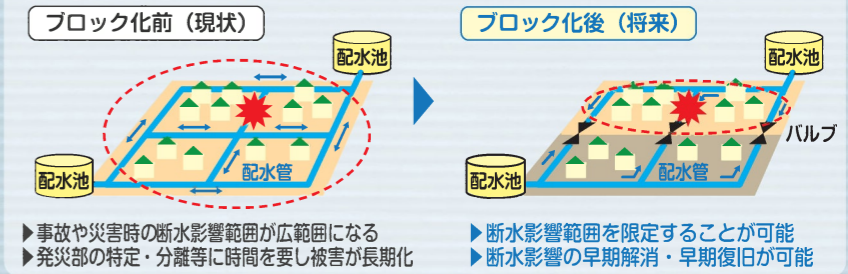 ブロック化前（現状）
配水池
配水管
配水池
▶事故や災害時の断水影響範囲が広範囲になる
▶発災部の特定・分離等に時間を要し被害が長期化
ブロック化後（将来）
配水池
バルブ
配水管
配水池
▶断水影響範囲を限定することが可能
▶断水影響の早期解消・早期復旧が可能